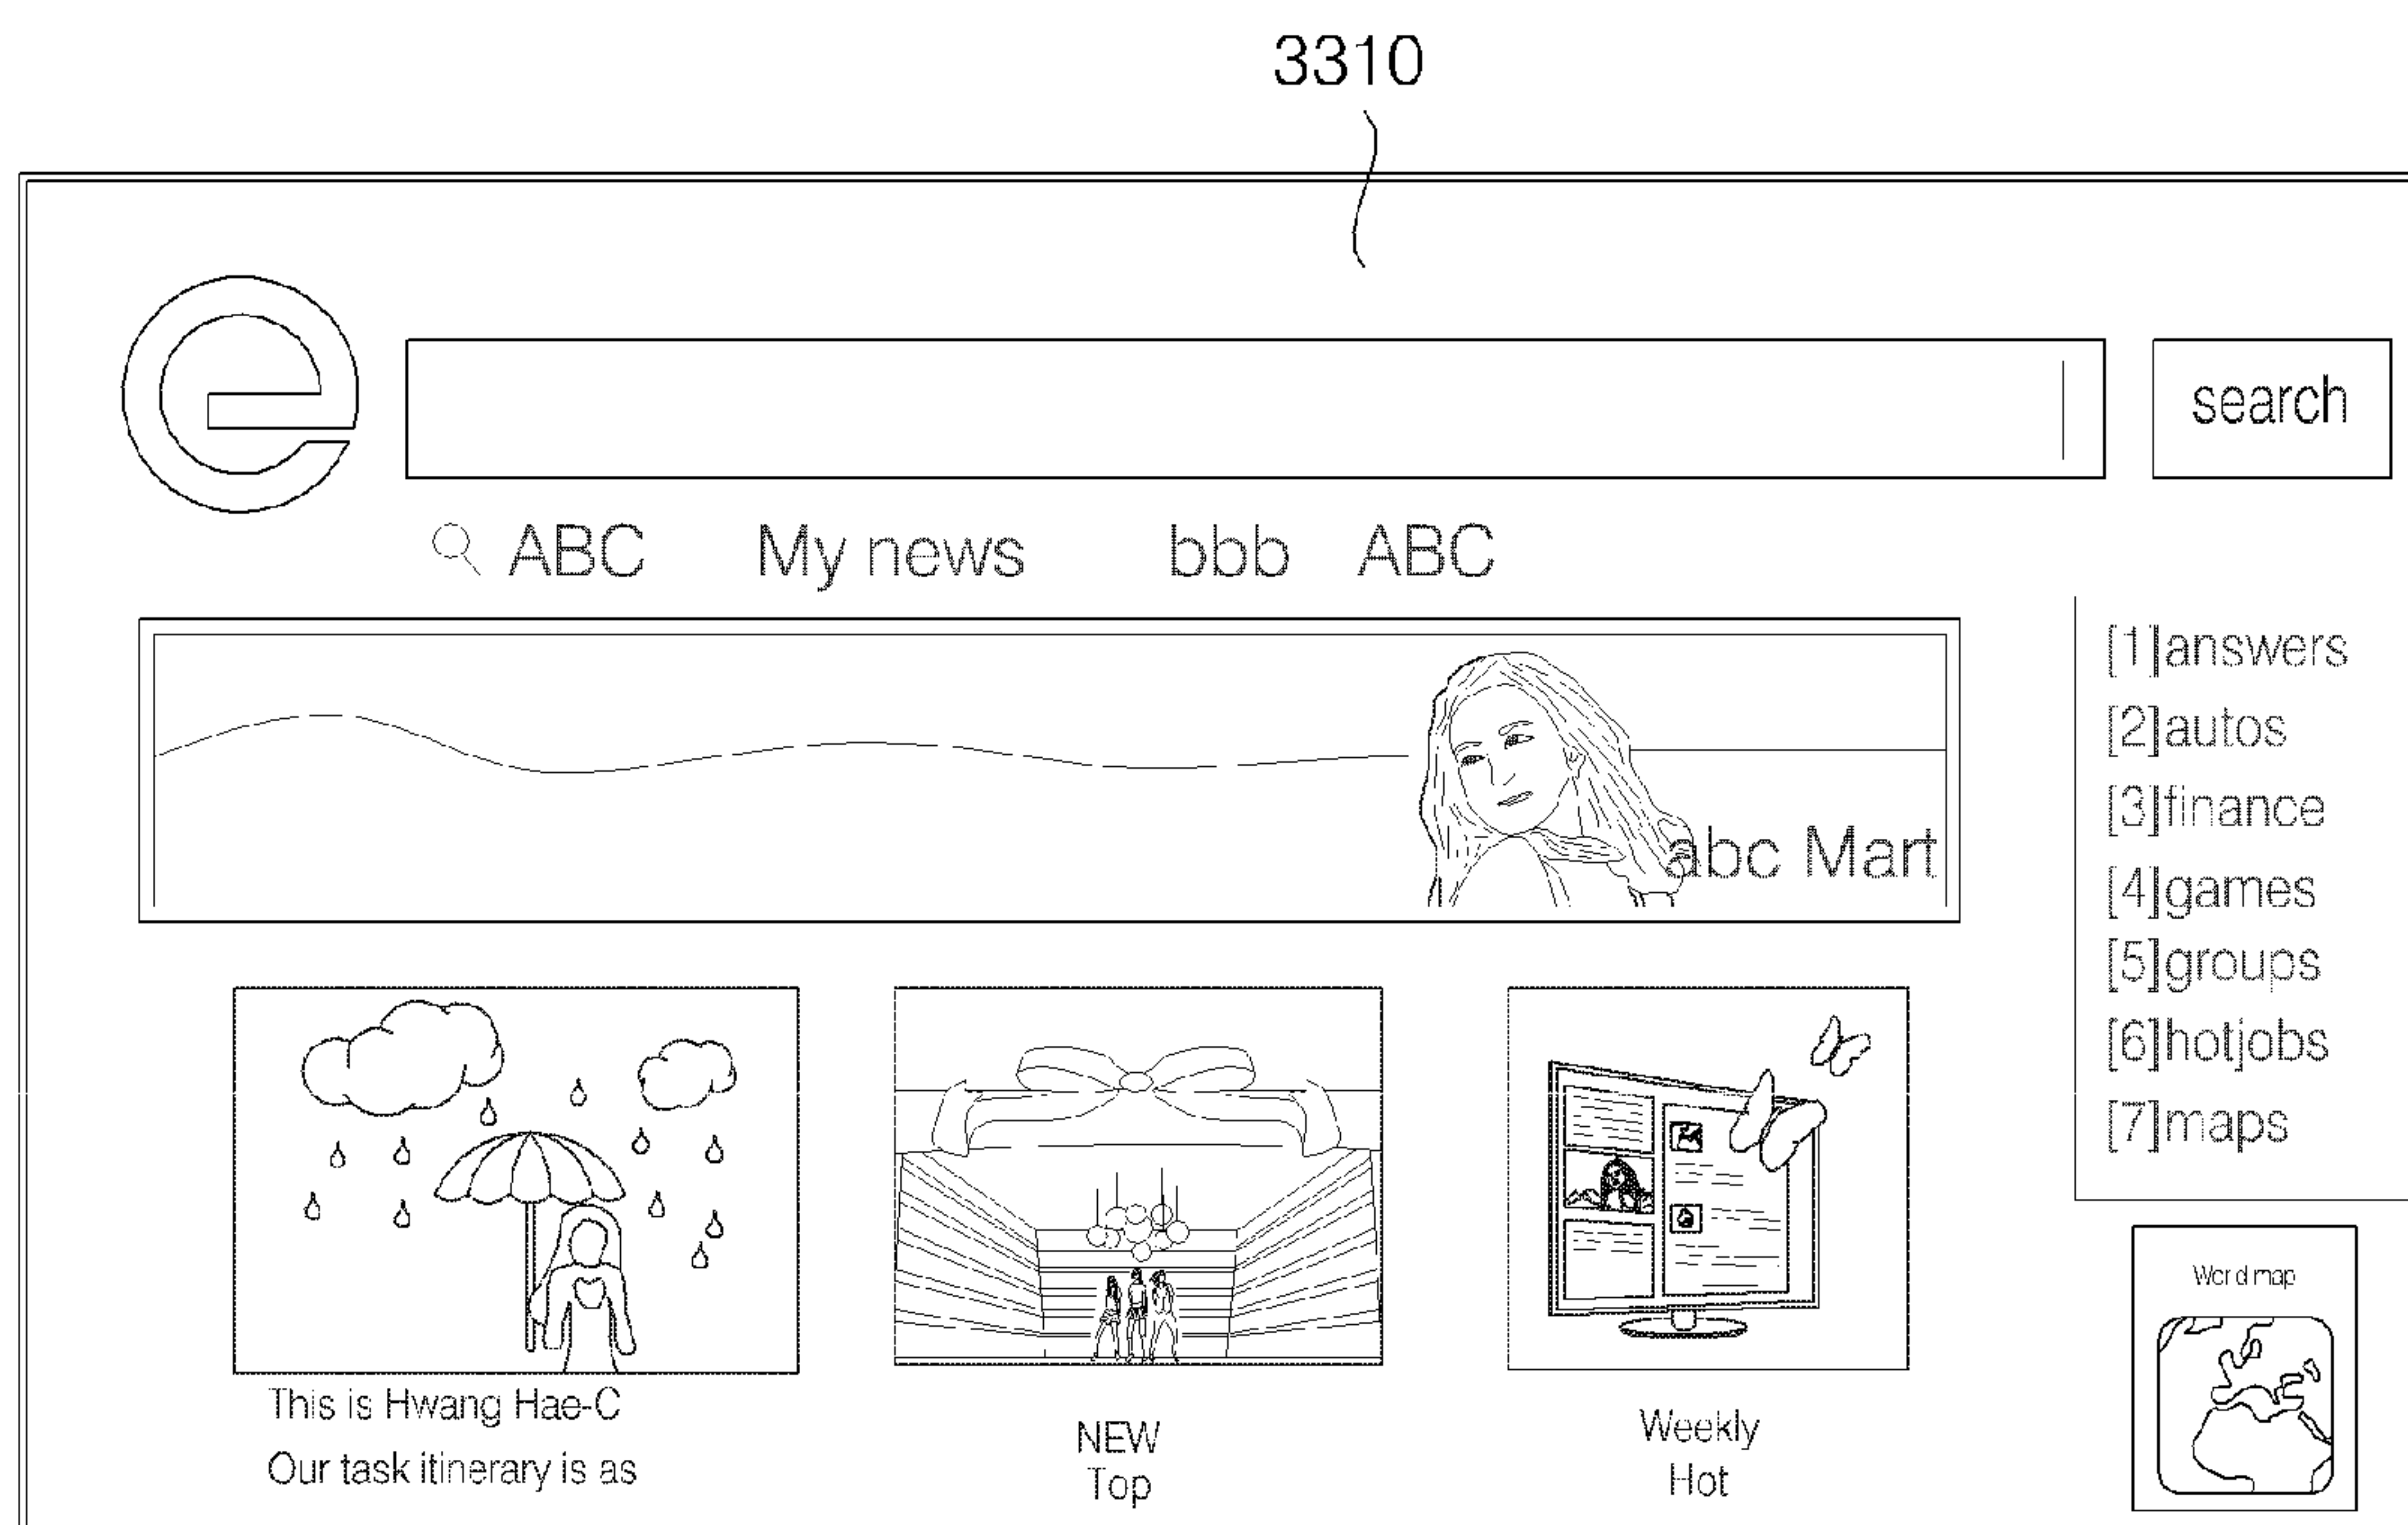 3310
search
ABC My news bbb ABC
[1]answers
[2]autos
[3]finance
[4]games
[5]groups
[6]hotjobs
[7]maps
abc Mart
This is Hwang Hae-C
Our task itinerary is as
NEW
Top
Weekly
Hot
Word map